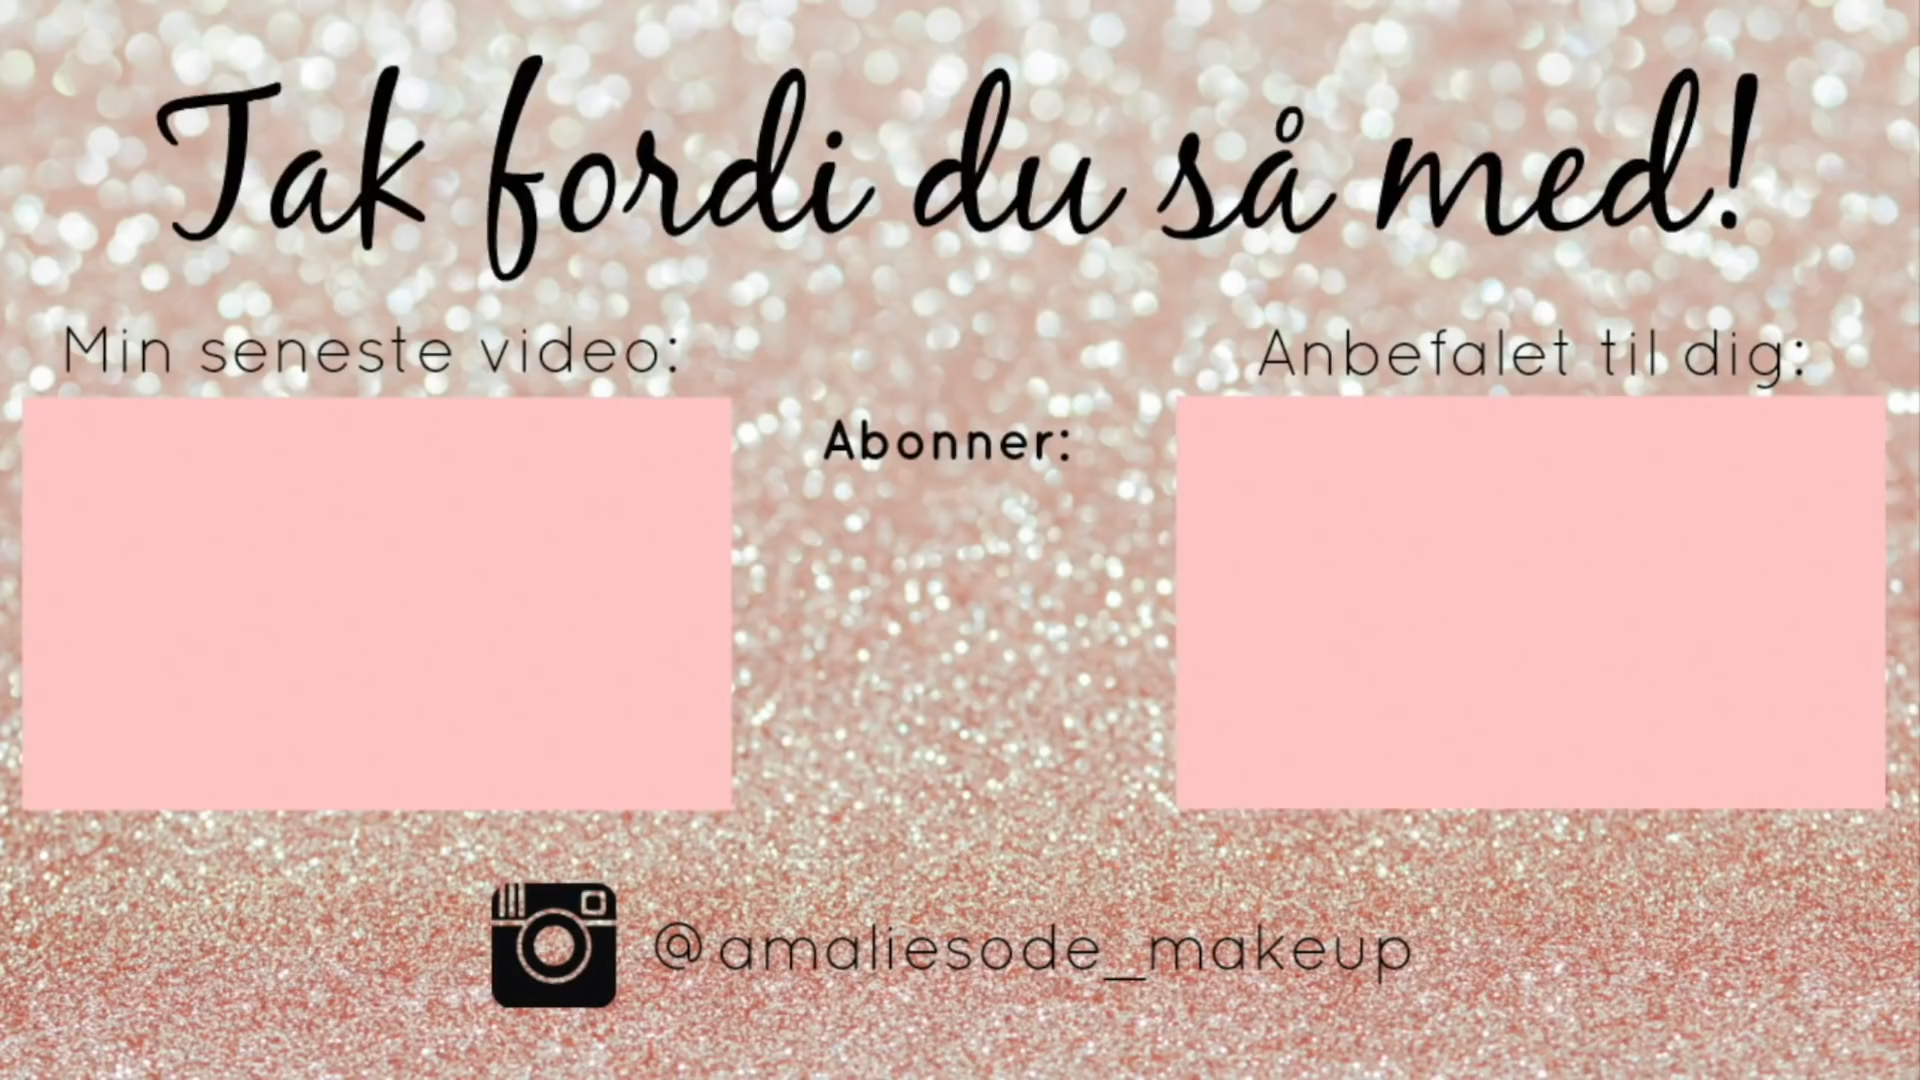 Tak fordi du så med!
Min seneste video:
Anbefalet til dig:
Abonner:
@amaliesode_makeup